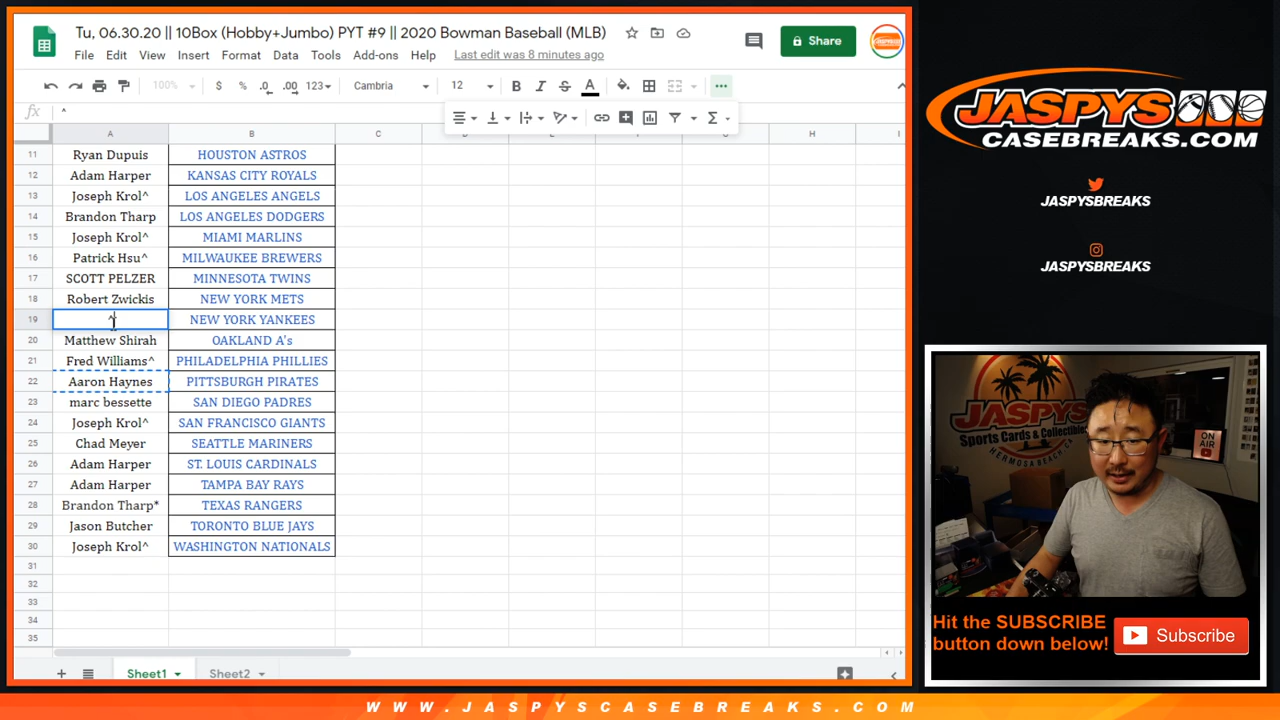 Tu, 06.30.20 || 10Box (Hobby+Jumbo) PYT #9 || 2020 Bowman Baseball (MLB)
File Edit View Insert Format Data Tools Add-ons Help Last edit was 8 minutes ago
Share
100% $ % .0 .00 123 Cambria 12 B I S A
fx ^
A B C H I
11 Ryan Dupuis HOUSTON ASTROS
12 Adam Harper KANSAS CITY ROYALS
13 Joseph Krol^ LOS ANGELES ANGELS
14 Brandon Tharp LOS ANGELES DODGERS
15 Joseph Krol^ MIAMI MARLINS
16 Patrick Hsu^ MILWAUKEE BREWERS
17 SCOTT PELZER MINNESOTA TWINS
18 Robert Zwickis NEW YORK METS
19 ^ NEW YORK YANKEES
20 Matthew Shirah OAKLAND A's
21 Fred Williams^ PHILADELPHIA PHILLIES
22 Aaron Haynes PITTSBURGH PIRATES
23 marc bessette SAN DIEGO PADRES
24 Joseph Krol^ SAN FRANCISCO GIANTS
25 Chad Meyer SEATTLE MARINERS
26 Adam Harper ST. LOUIS CARDINALS
27 Adam Harper TAMPA BAY RAYS
28 Brandon Tharp* TEXAS RANGERS
29 Jason Butcher TORONTO BLUE JAYS
30 Joseph Krol^ WASHINGTON NATIONALS
31
32
33
34
35
Sheet1 Sheet2
JASPYS
CASEBREAKS.COM
JASPYSBREAKS
JASPYSBREAKS
JASPYS
Sports Cards & Collectibles
HERMOSA BEACH, CA
ON AIR
Hit the SUBSCRIBE
button down below!
Subscribe
WWW.JASPYSCASEBREAKS.COM